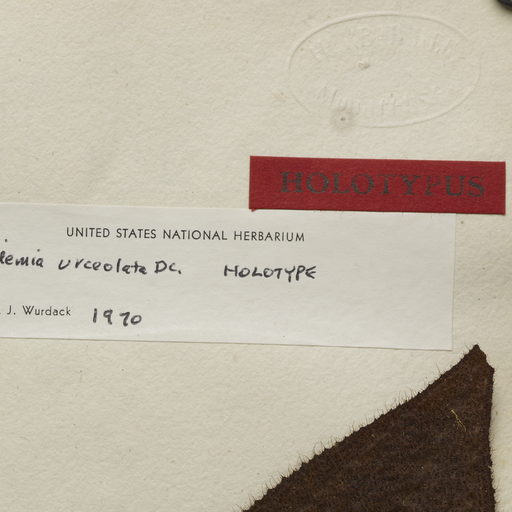 HOLOTYPUS
UNITED STATES NATIONAL HERBARIUM
urceolata DC. HOLOTYPE
J. Wurdack 1970